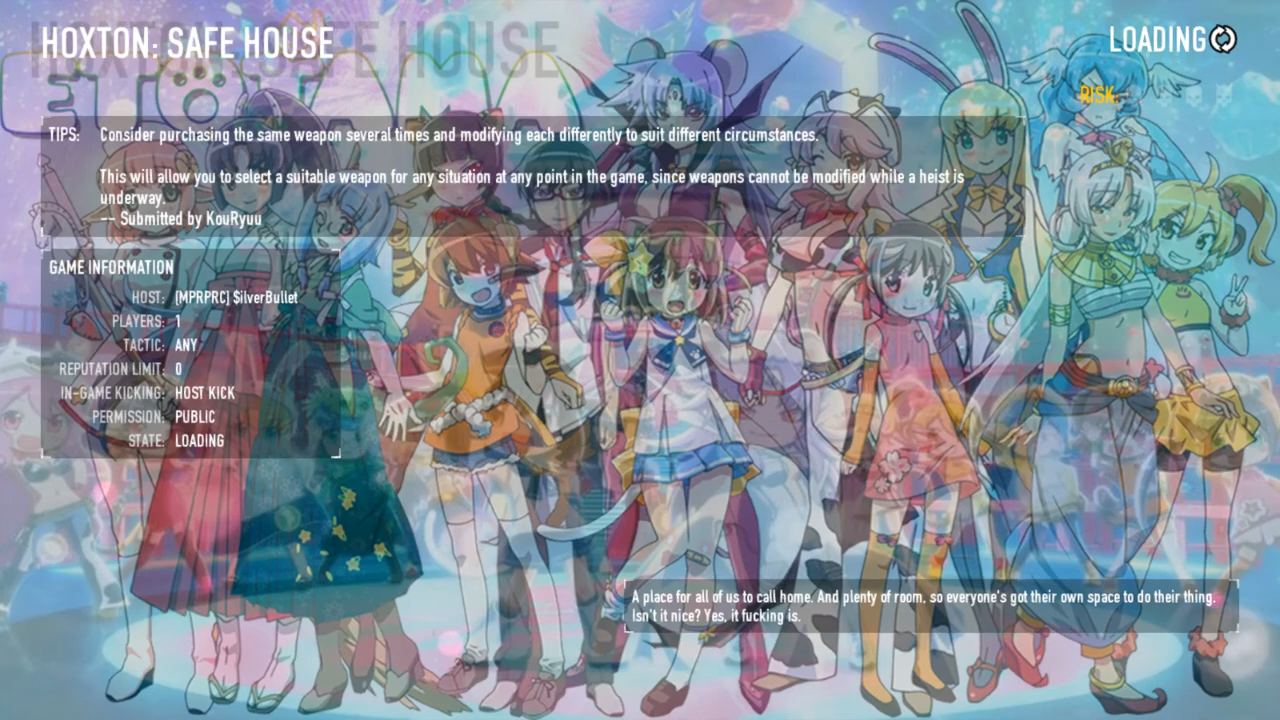 HOXTON: SAFE HOUSE
HOXTON: SAFE HOUSE
LOADING
RISK:
TIPS: Consider purchasing the same weapon several times and modifying each differently to suit different circumstances.
This will allow you to select a suitable weapon for any situation at any point in the game, since weapons cannot be modified while a heist is
underway.
-- Submitted by KouRyuu
GAME INFORMATION
HOST: [MPRPRC] $ilverBullet
PLAYERS: 1
TACTIC: ANY
REPUTATION LIMIT: 0
IN-GAME KICKING: HOST KICK
PERMISSION: PUBLIC
STATE: LOADING
A place for all of us to call home. And plenty of room, so everyone's got their own space to do their thing.
Isn't it nice? Yes, it fucking is.